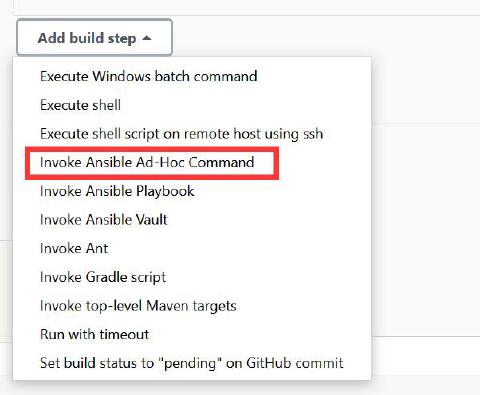 Add build step
Execute Windows batch command
Execute shell
Execute shell script on remote host using ssh
Invoke Ansible Ad-Hoc Command
Invoke Ansible Playbook
Invoke Ansible Vault
Invoke Ant
Invoke Gradle script
Invoke top-level Maven targets
Run with timeout
Set build status to "pending" on GitHub commit